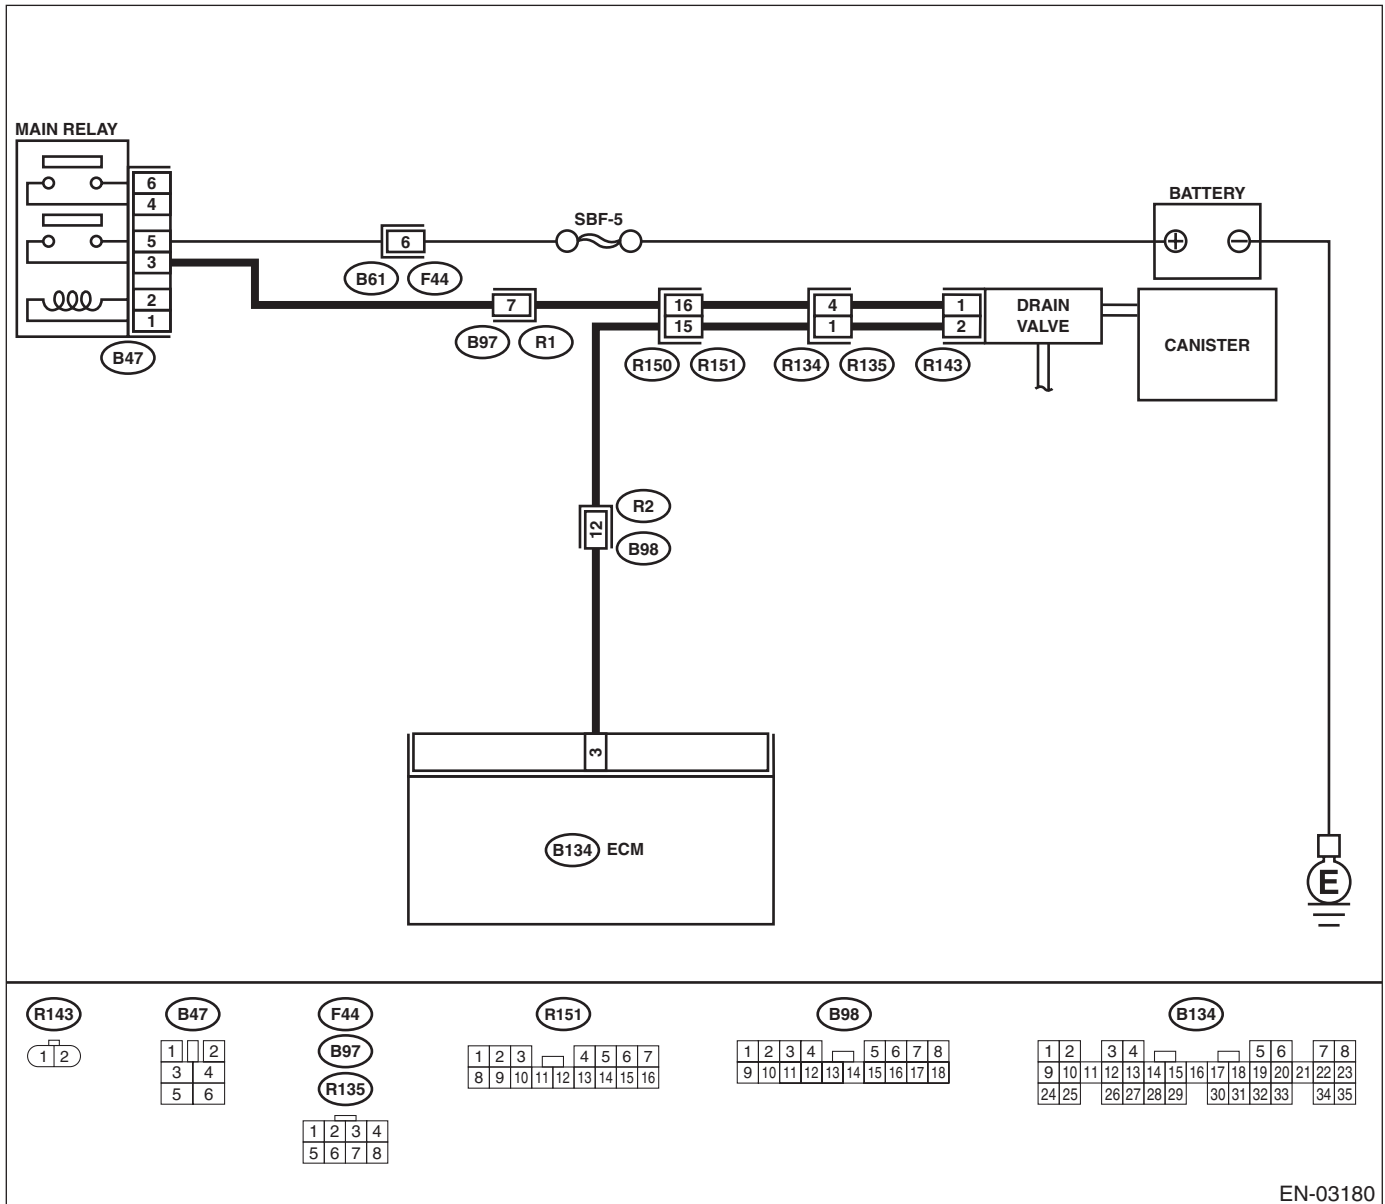 MAIN RELAY
6
4
5
3
2
1
B47
6
B61 F44
SBF-5
BATTERY
+ −
7
B97 R1
16
15
R150 R151
4
1
R134 R135
1
2
R143
DRAIN
VALVE
CANISTER
12
R2
B98
3
B134 ECM
E
R143
1 2
B47
1 2
3 4
5 6
F44
B97
R135
1 2 3 4
5 6 7 8
R151
1 2 3 4 5 6 7
8 9 10 11 12 13 14 15 16
B98
1 2 3 4 5 6 7 8
9 10 11 12 13 14 15 16 17 18
B134
1 2 3 4 5 6 7 8
9 10 11 12 13 14 15 16 17 18 19 20 21 22 23
24 25 26 27 28 29 30 31 32 33 34 35
EN-03180